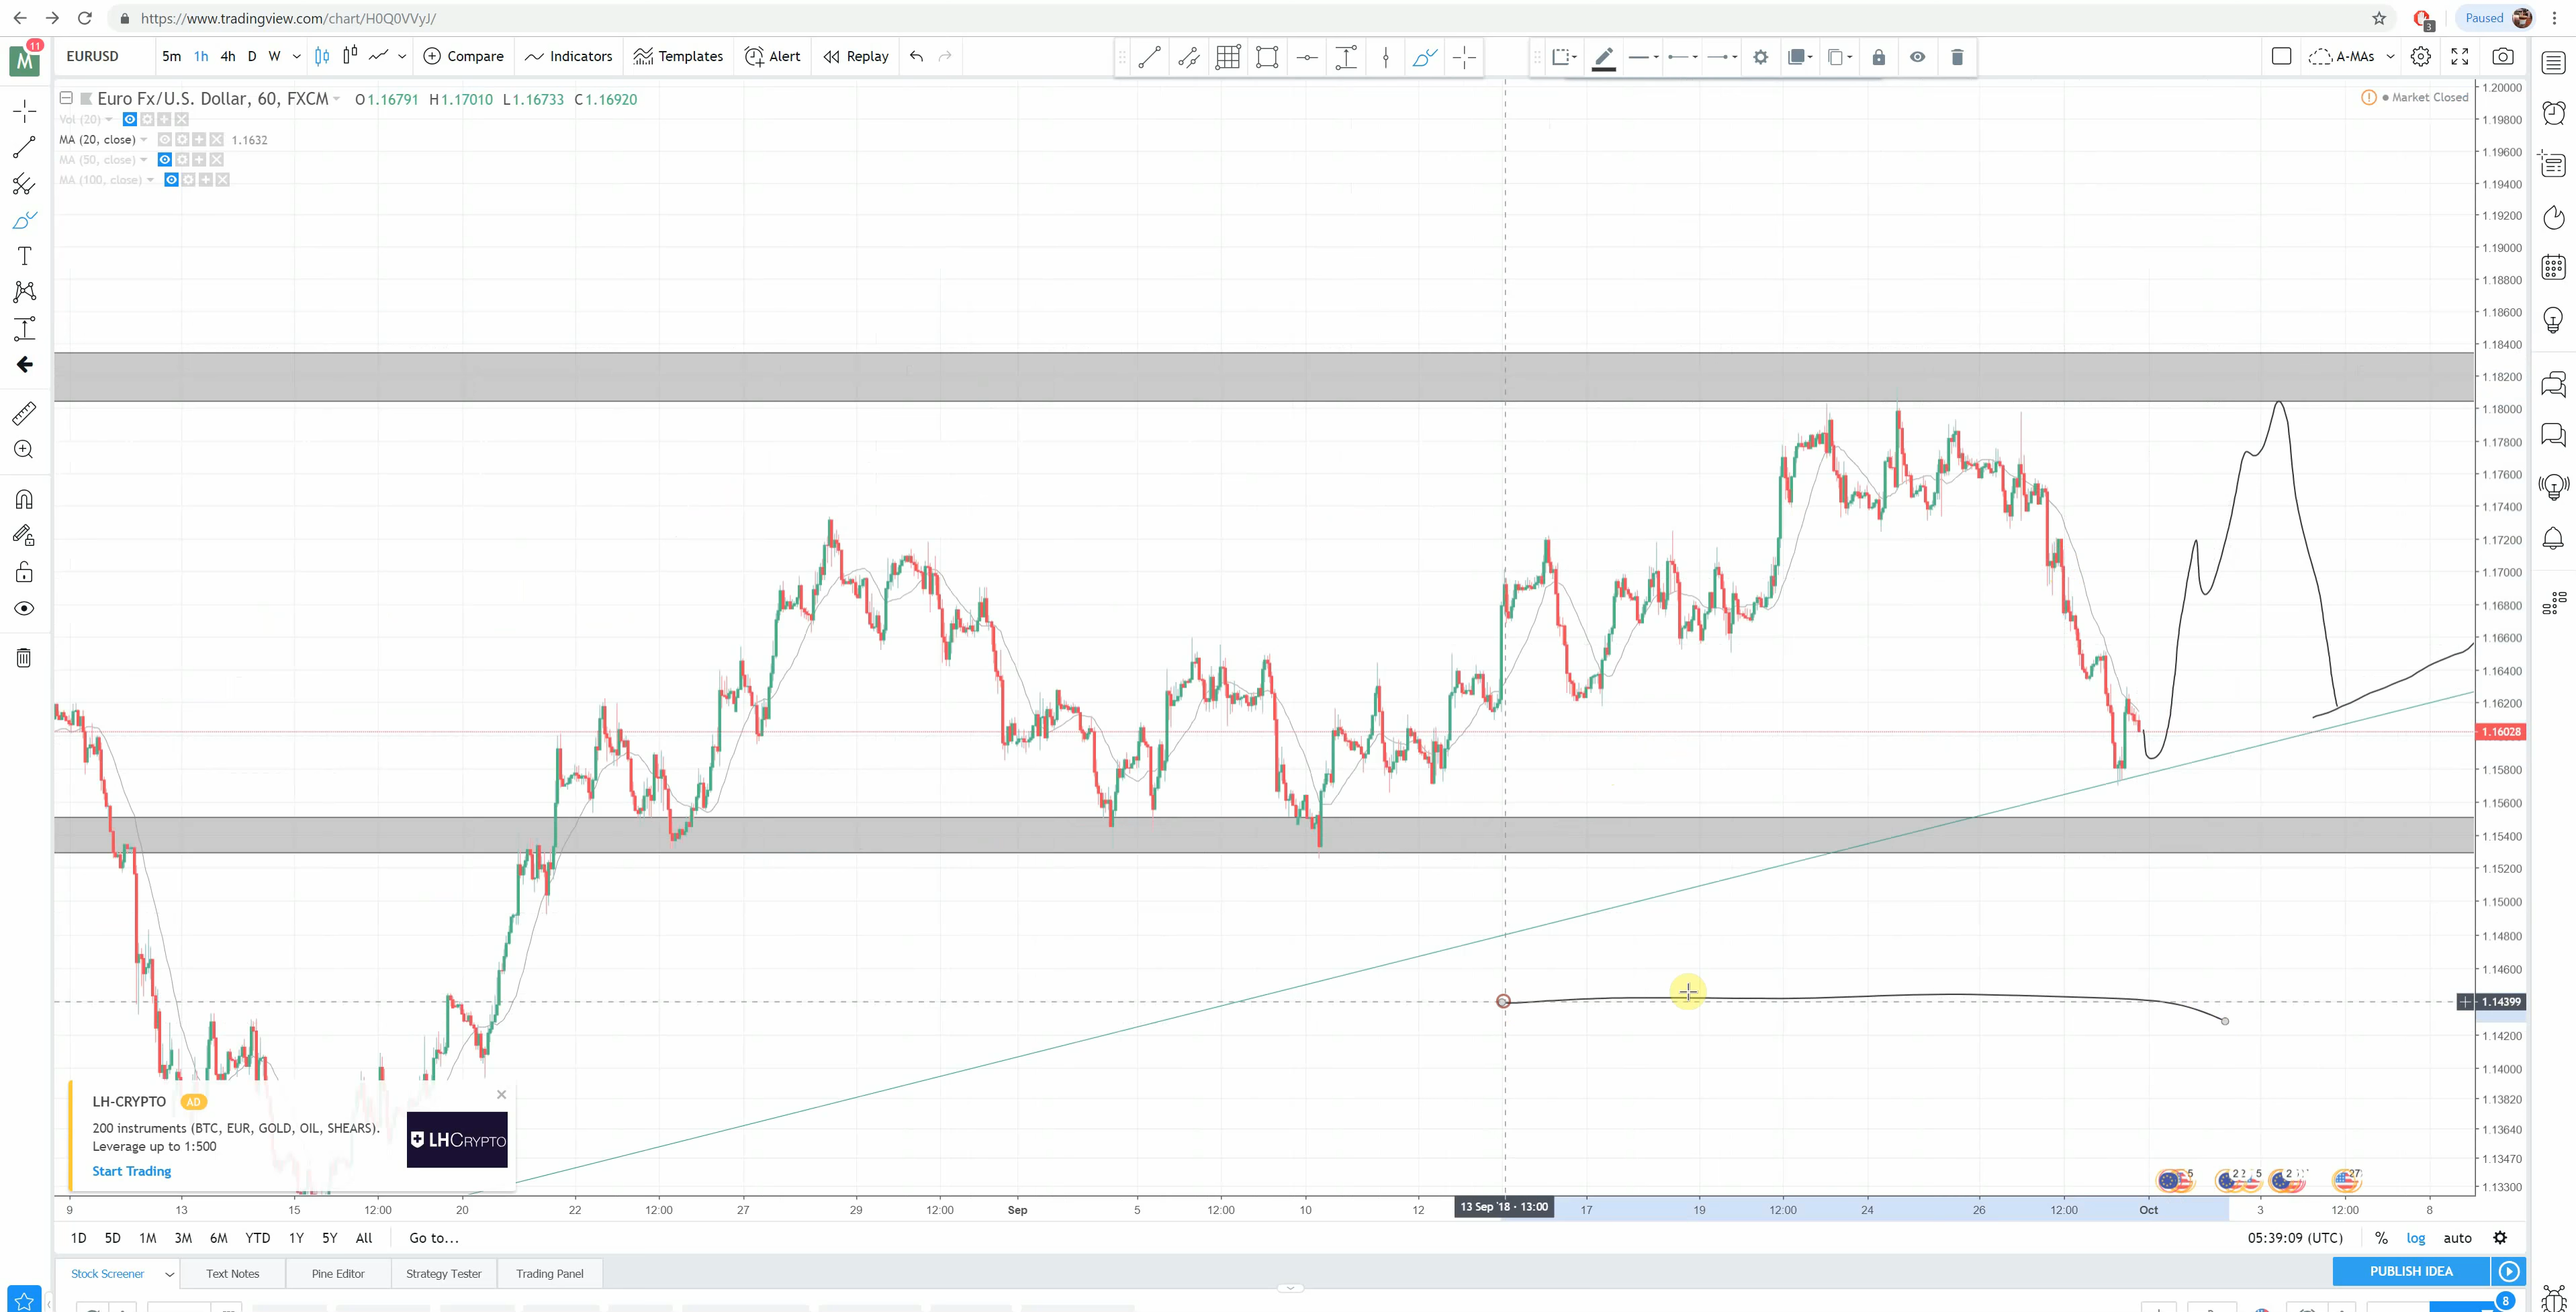 https://www.tradingview.com/chart/H0Q0VVyJ/
Paused
3
11
M
EURUSD 5m 1h 4h D W Compare Indicators Templates Alert Replay A-MAs
Euro Fx/U.S. Dollar, 60, FXCM O1.16791 H1.17010 L1.16733 C1.16920
Market Closed
Vol (20)
MA (20, close) 1.1632
MA (50, close)
MA (100, close)
1.20000
1.19800
1.19600
1.19400
1.19200
1.19000
1.18800
1.18600
1.18400
1.18200
1.18000
1.17800
1.17600
1.17400
1.17200
1.17000
1.16800
1.16600
1.16400
1.16200
1.16028
1.15800
1.15600
1.15400
1.15200
1.15000
1.14800
1.14600
1.14399
1.14200
1.14000
1.13820
1.13640
1.13470
1.13300
LH-CRYPTO AD
200 instruments (BTC, EUR, GOLD, OIL, SHEARS).
Leverage up to 1:500
Start Trading
LHCRYPTO
5 2 2 5 2 27
9 13 15 12:00 20 22 12:00 27 29 12:00 Sep 5 12:00 10 12 13 Sep '18 - 13:00 17 19 12:00 24 26 12:00 Oct 3 12:00 8
1D 5D 1M 3M 6M YTD 1Y 5Y All Go to... 05:39:09 (UTC) % log auto
Stock Screener Text Notes Pine Editor Strategy Tester Trading Panel PUBLISH IDEA
8